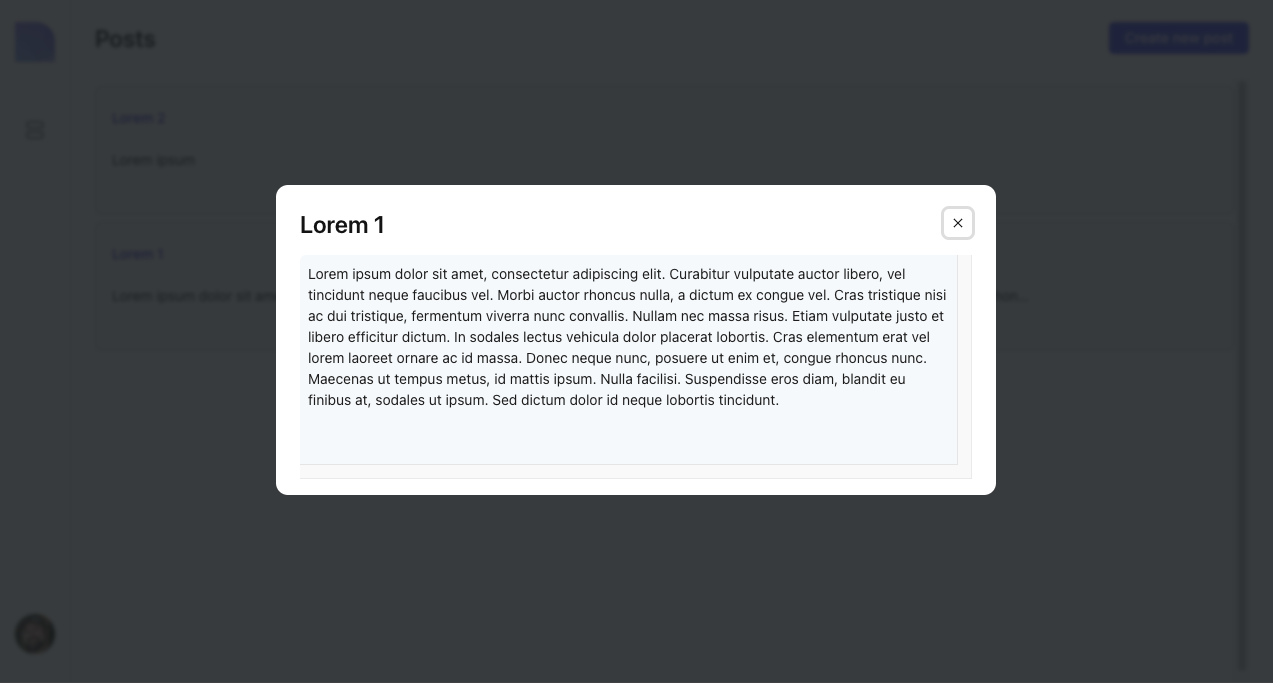 Posts
Create new post
Lorem 2
Lorem ipsum
Lorem 1
Lorem ipsum dolor sit
Lorem 1
Lorem ipsum dolor sit amet, consectetur adipiscing elit. Curabitur vulputate auctor libero, vel
tincidunt neque faucibus vel. Morbi auctor rhoncus nulla, a dictum ex congue vel. Cras tristique nisi
ac dui tristique, fermentum viverra nunc convallis. Nullam nec massa risus. Etiam vulputate justo et
libero efficitur dictum. In sodales lectus vehicula dolor placerat lobortis. Cras elementum erat vel
lorem laoreet ornare ac id massa. Donec neque nunc, posuere ut enim et, congue rhoncus nunc.
Maecenas ut tempus metus, id mattis ipsum. Nulla facilisi. Suspendisse eros diam, blandit eu
finibus at, sodales ut ipsum. Sed dictum dolor id neque lobortis tincidunt.